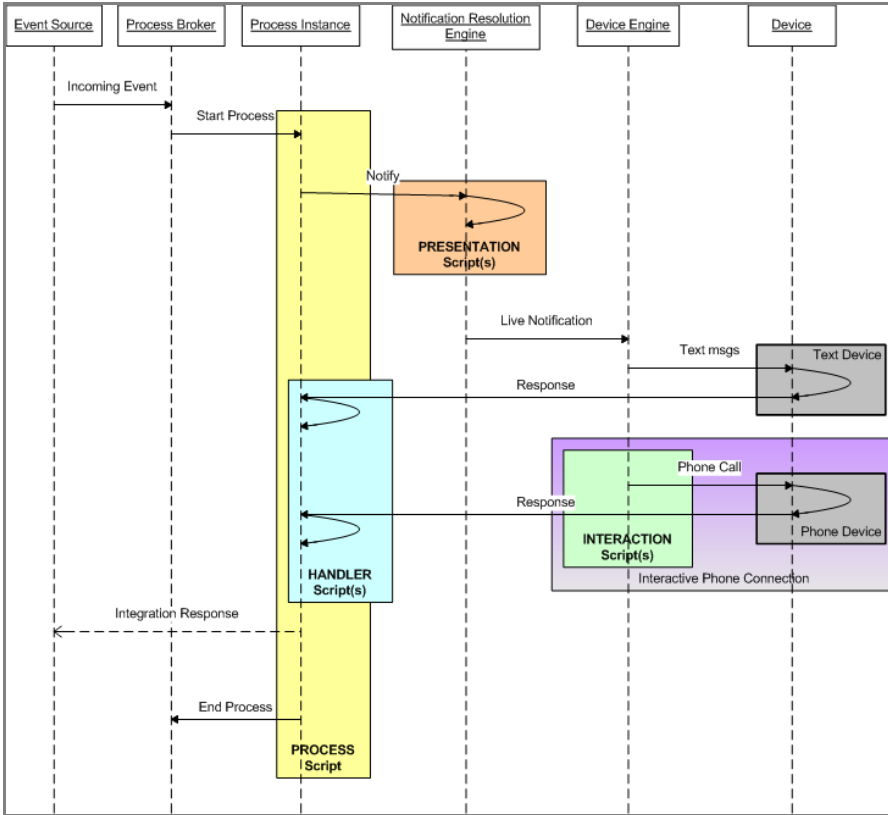 Event Source
Process Broker
Process Instance
Notification Resolution
Engine
Device Engine
Device
Incoming Event
Start Process
Notify
PRESENTATION
Script(s)
Live Notification
Text msgs
Text Device
Response
Phone Call
Response
Phone Device
INTERACTION
Script(s)
HANDLER
Script(s)
Interactive Phone Connection
Integration Response
End Process
PROCESS
Script